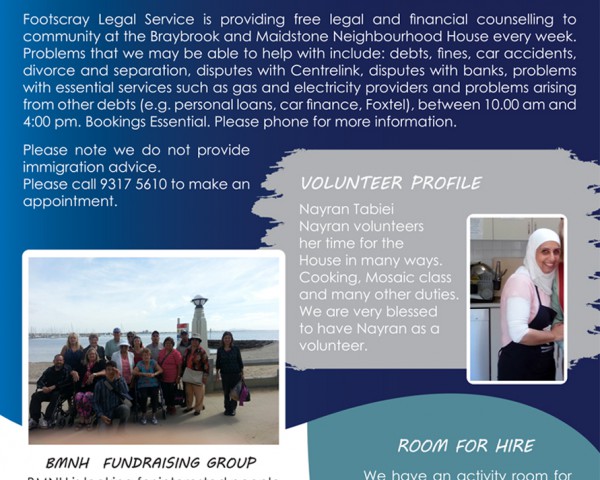 Footscray Legal Service is providing free legal and financial counselling to
community at the Braybrook and Maidstone Neighbourhood House every week.
Problems that we may be able to help with include: debts, fines, car accidents,
divorce and separation, disputes with Centrelink, disputes with banks, problems
with essential services such as gas and electricity providers and problems arising
from other debts (e.g. personal loans, car finance, Foxtel), between 10.00 am and
4:00 pm. Bookings Essential. Please phone for more information.
Please note we do not provide
immigration advice.
Please call 9317 5610 to make an
appointment.
VOLUNTEER PROFILE
Nayran Tabiei
Nayran volunteers
her time for the
House in many ways.
Cooking, Mosaic class
and many other duties.
We are very blessed
to have Nayran as a
volunteer.
BMNH FUNDRAISING GROUP
BMNH is looking for interested people
ROOM FOR HIRE
We have an activity room for